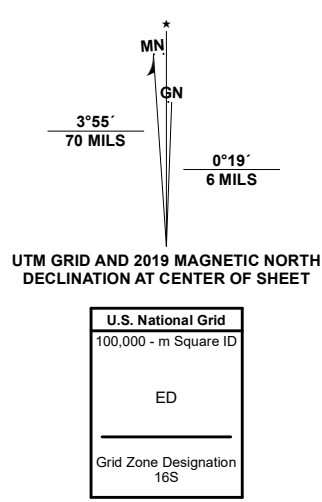 ★
MN
GN
3°55´
70 MILS
0°19´
6 MILS
UTM GRID AND 2019 MAGNETIC NORTH
DECLINATION AT CENTER OF SHEET
U.S. National Grid
100,000 - m Square ID
ED
Grid Zone Designation
16S